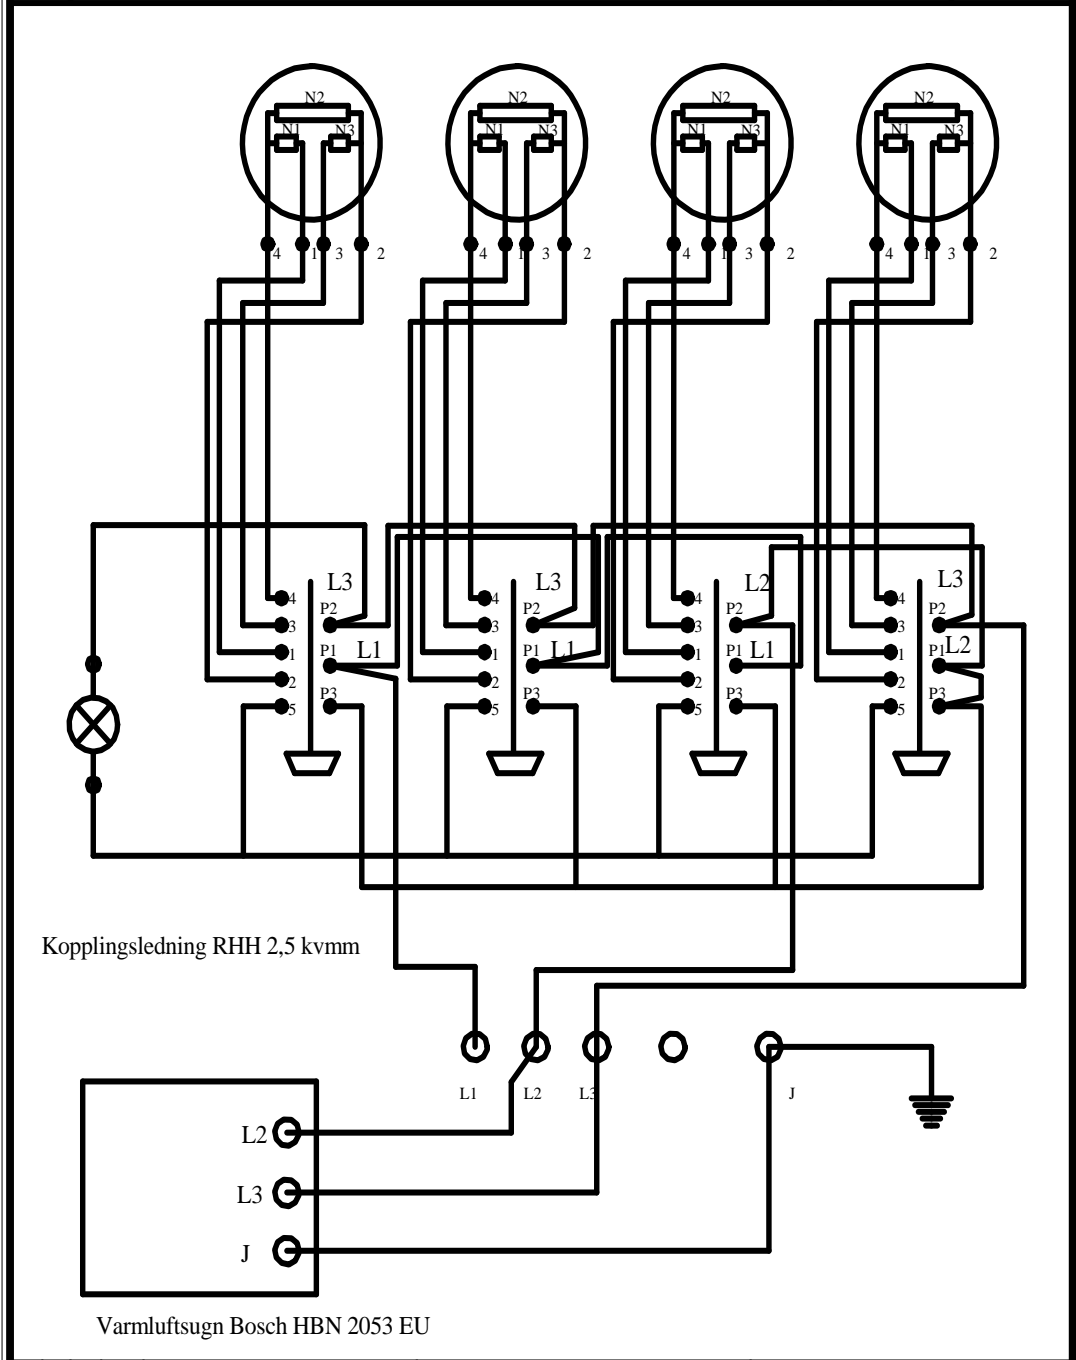 N2 N2 N2 N2
N1 N3 N1 N3 N1 N3 N1 N3
4 1 3 2 4 1 3 2 4 1 3 2 4 1 3 2
L3 L3 L2 L3
4 P2 4 P2 4 P2 4 P2
3 3 3 3
L1 L1 L1 L2
1 P1 1 P1 1 P1 1 P1
2 P3 2 P3 2 P3 2 P3
5 5 5 5
Kopplingsledning RHH 2,5 kvmm
L1 L2 L3 J
L2
L3
J
Varmluftsugn Bosch HBN 2053 EU